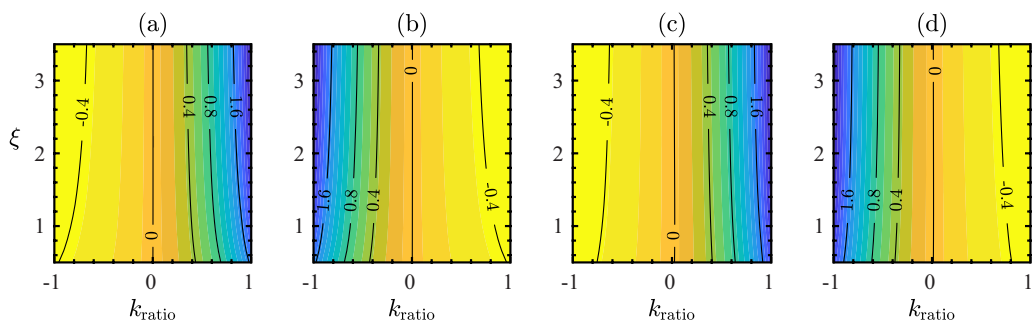 (a) (b) (c) (d)
3 3 3 3
2 2 2 2
1 1 1 1
ξ
-0.4 0 0.4 0.8 1.6
1.6 0.8 0.4 0 -0.4
-0.4 0 0.4 0.8 1.6
1.6 0.8 0.4 0 -0.4
-1 0 1 -1 0 1 -1 0 1 -1 0 1
k_ratio k_ratio k_ratio k_ratio